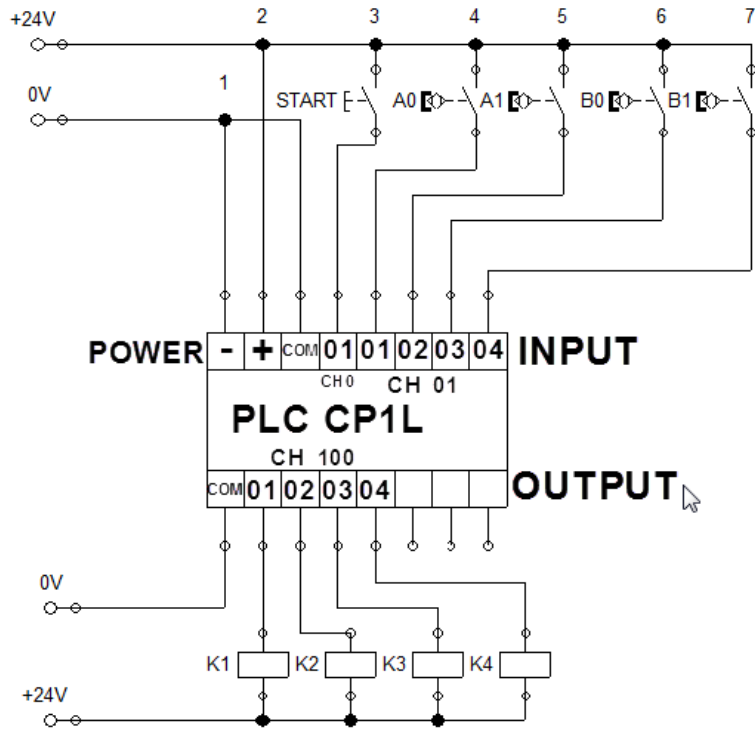 2 3 4 5 6 7
+24V
1
0V
START A0 A1 B0 B1
POWER - + COM 01 01 02 03 04 INPUT
CH0 CH 01
PLC CP1L
CH 100
COM 01 02 03 04 OUTPUT
0V
K1 K2 K3 K4
+24V